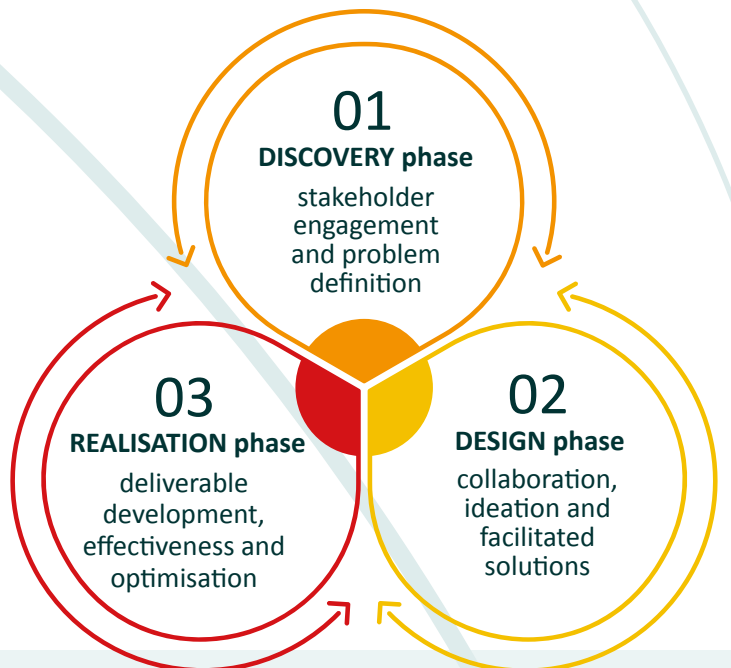 01
DISCOVERY phase
stakeholder
engagement
and problem
definition
02
DESIGN phase
collaboration,
ideation and
facilitated
solutions
03
REALISATION phase
deliverable
development,
effectiveness and
optimisation